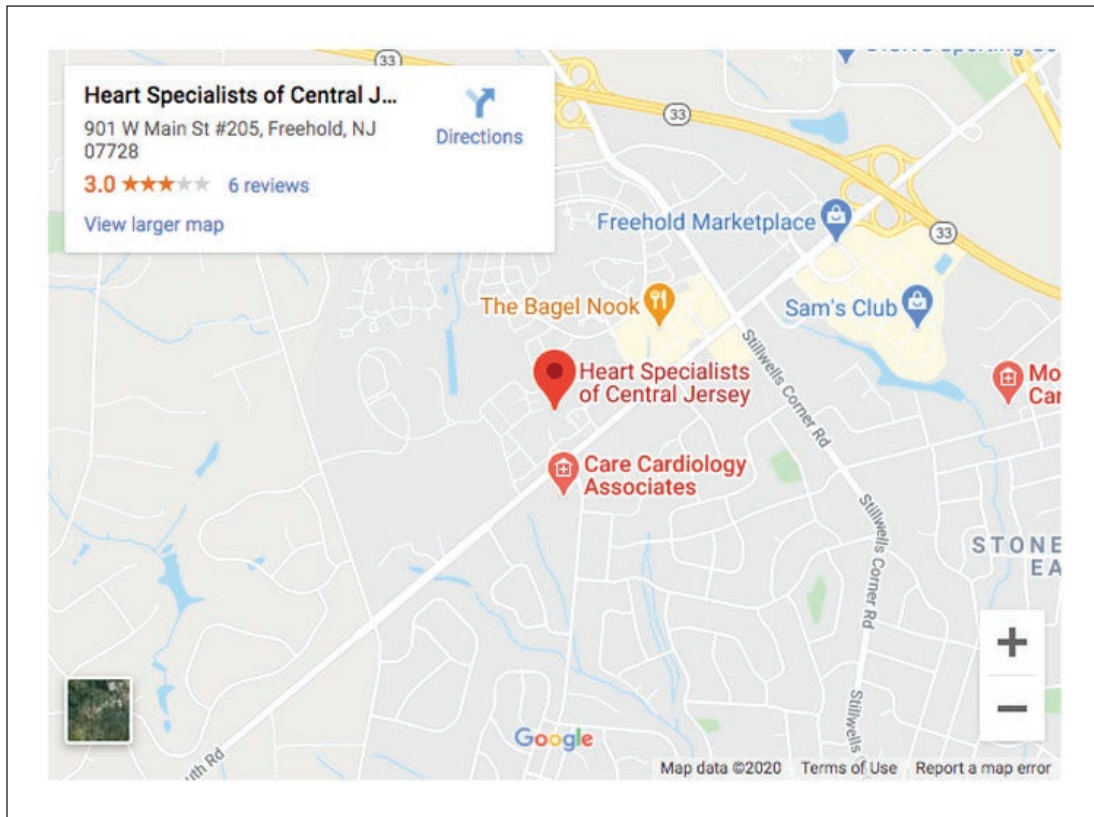 33
Heart Specialists of Central J...
901 W Main St #205, Freehold, NJ
07728
3.0
6 reviews
View larger map
Directions
33
Freehold Marketplace
33
Sam's Club
The Bagel Nook
Stillwells Corner Rd
Heart Specialists
of Central Jersey
Mo
Car
Care Cardiology
Associates
Stillwells Corner Rd
STONE
EA
Stillwells
uth Rd
+
−
Google
Map data ©2020 Terms of Use Report a map error